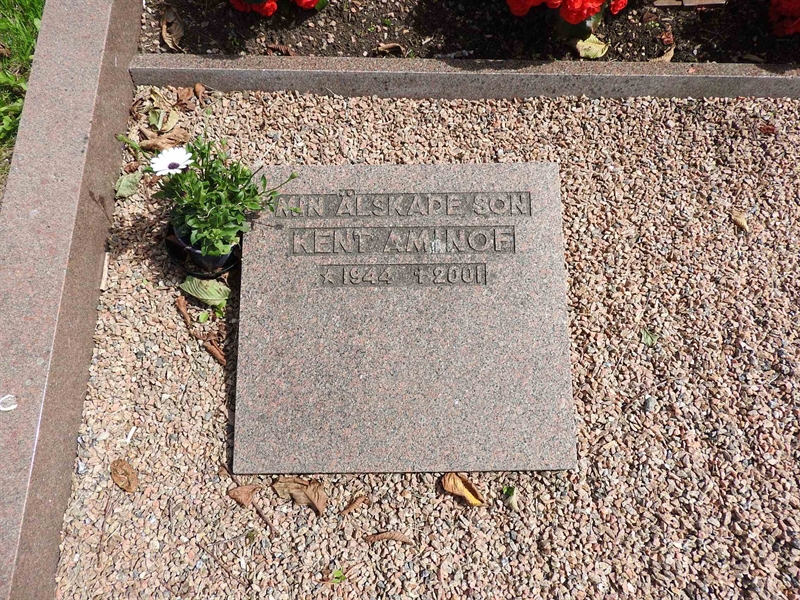 MIN ÄLSKADE SON
KENT AMINOF
* 1944 † 2001